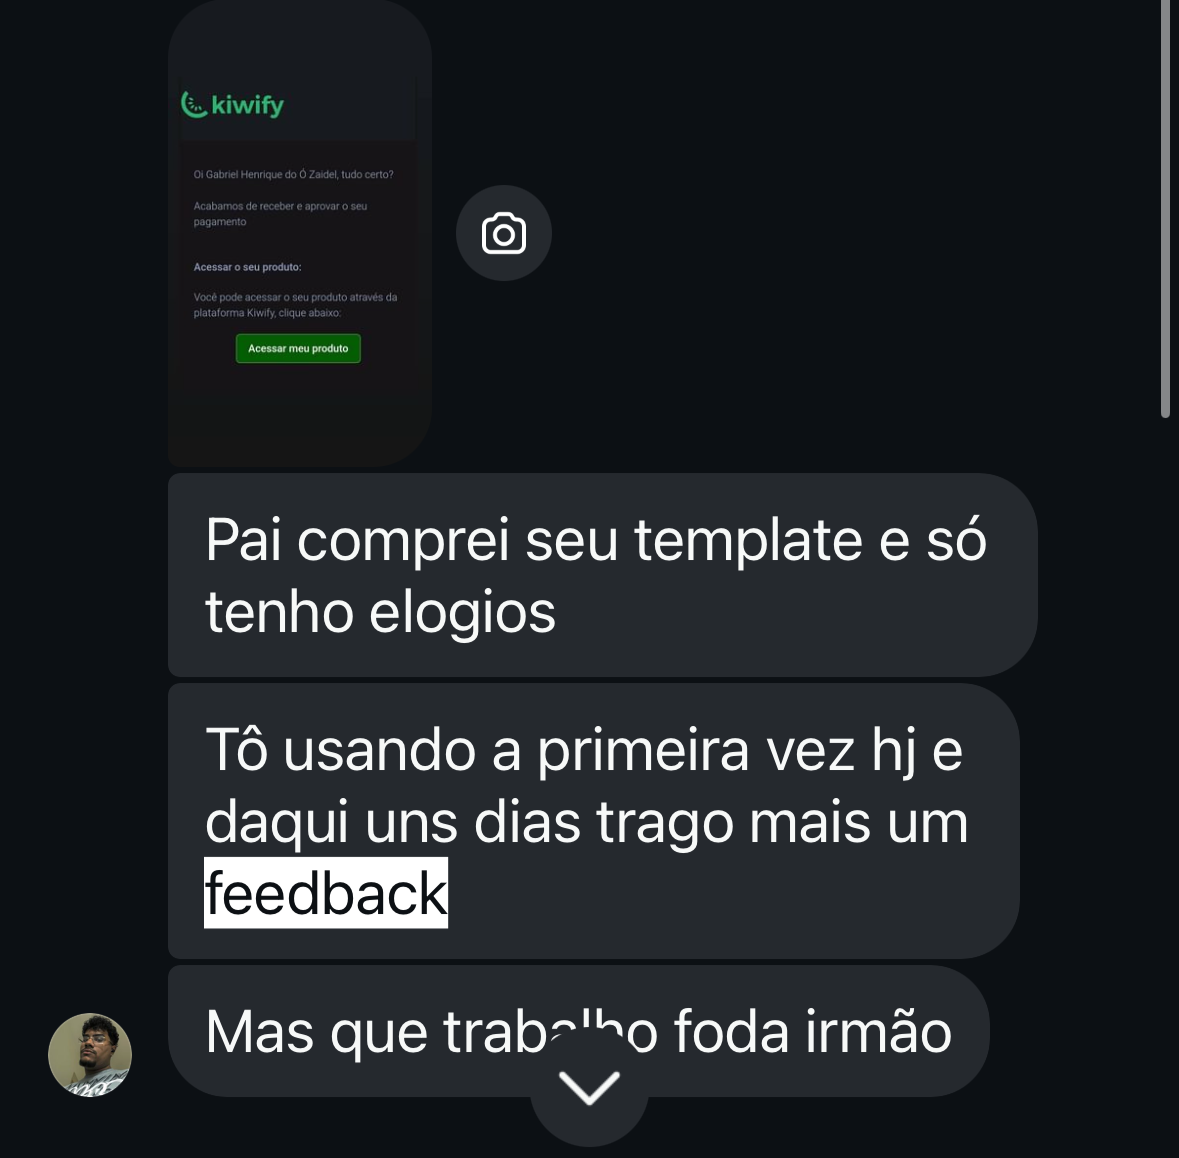 kiwify
Oi Gabriel Henrique do Ó Zaidel, tudo certo?
Acabamos de receber e aprovar o seu
pagamento
Acessar o seu produto:
Você pode acessar o seu produto através da
plataforma Kiwify, clique abaixo:
Acessar meu produto
Pai comprei seu template e só
tenho elogios
Tô usando a primeira vez hj e
daqui uns dias trago mais um
feedback
Mas que trabalho foda irmão